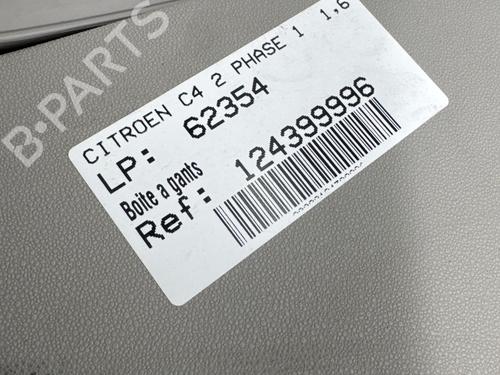 CITROEN C4 2 PHASE 1 1,6
LP: 62354
Boite a gants
Ref: 124399996
B-PARTS